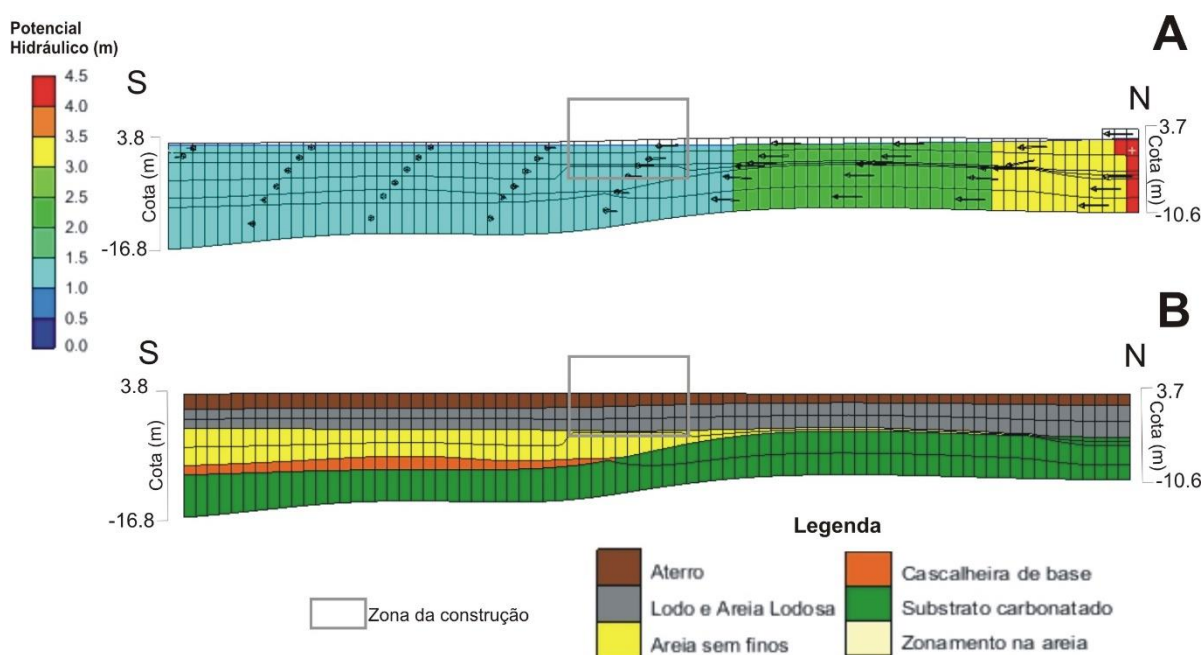 Potencial
Hidráulico (m)
4.5
4.0
3.5
3.0
2.5
2.0
1.5
1.0
0.5
0.0
A
S
N
3.8
Cota (m)
-16.8
3.7
Cota (m)
-10.6
B
S
N
3.8
Cota (m)
-16.8
3.7
Cota (m)
-10.6
Legenda
Zona da construção
Aterro
Lodo e Areia Lodosa
Areia sem finos
Cascalheira de base
Substrato carbonatado
Zonamento na areia